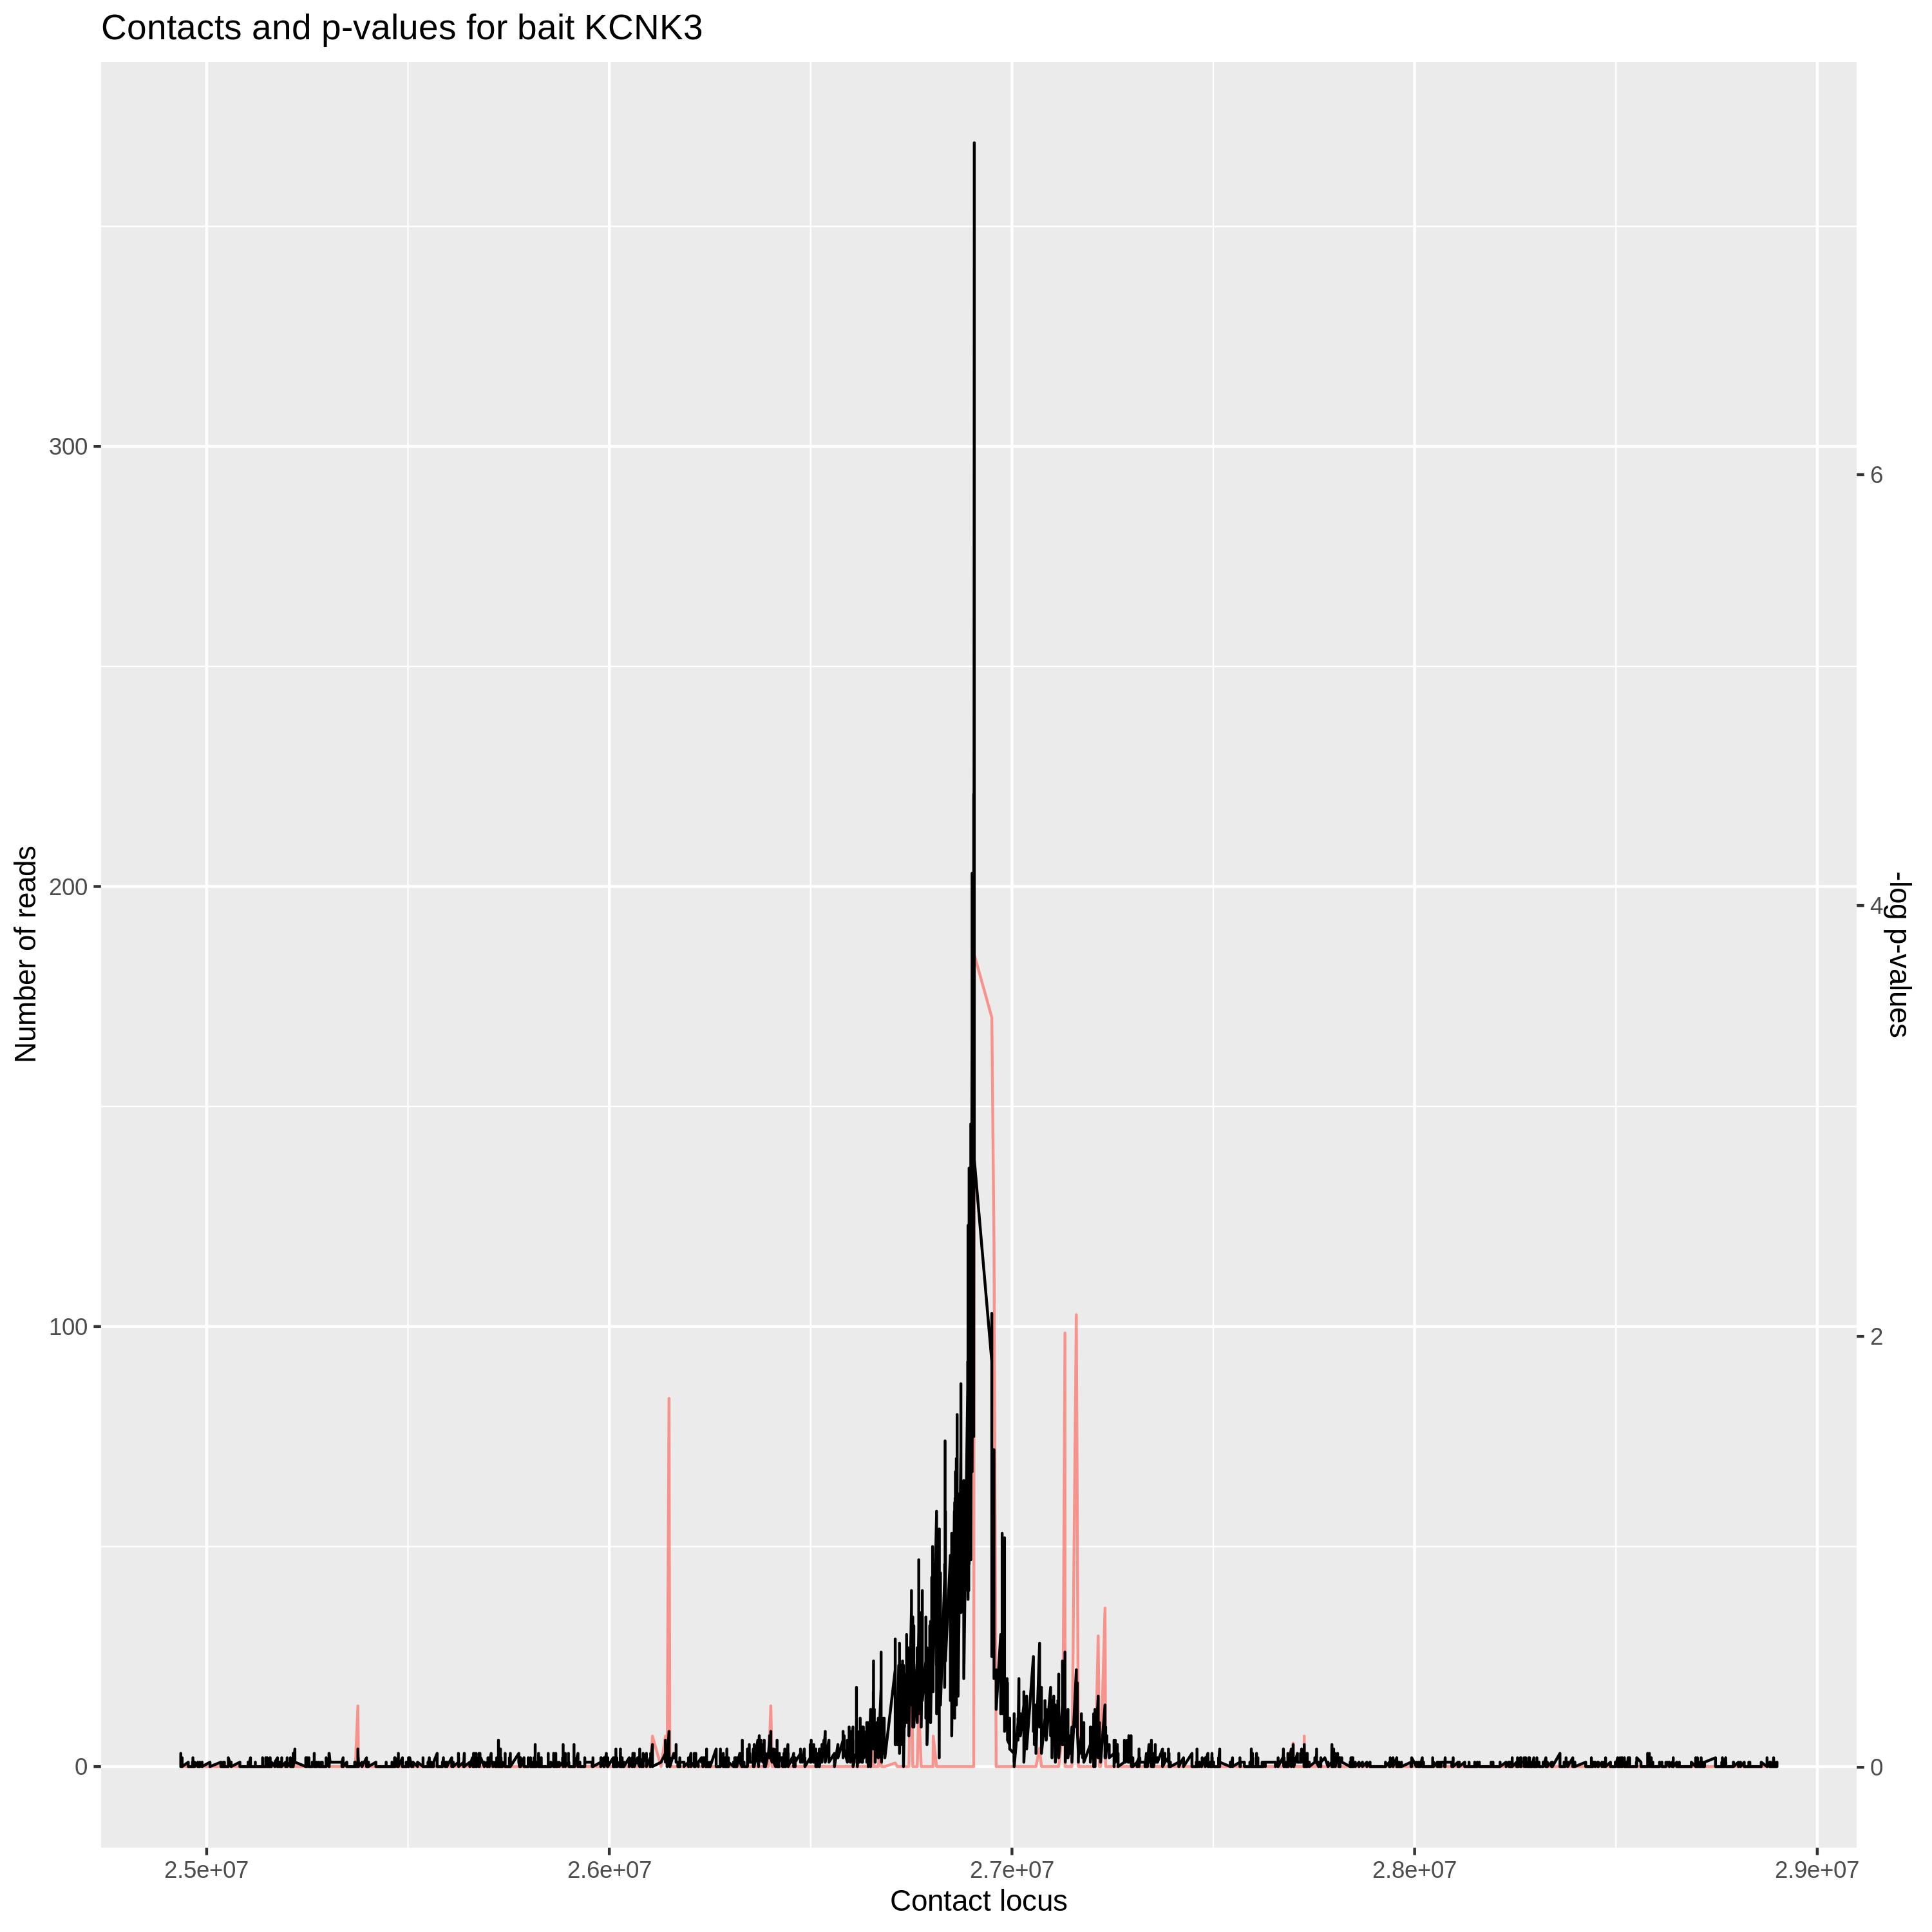 Contacts and p-values for bait KCNK3
Number of reads
300
200
100
0
6
4
2
0
-log p-values
2.5e+07 2.6e+07 2.7e+07 2.8e+07 2.9e+07
Contact locus